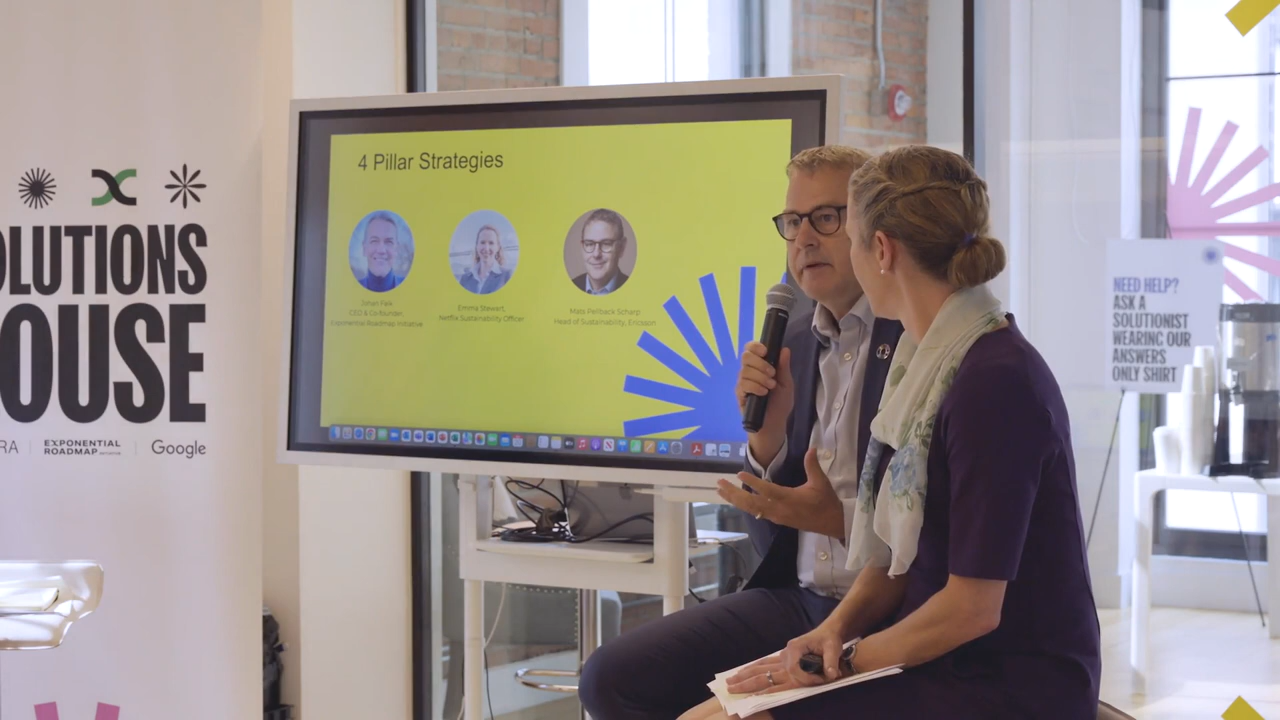 OLUTIONS
OUSE
RA | EXPONENTIAL ROADMAP | Google
4 Pillar Strategies
Johan Falk
CEO & Co-founder,
Exponential Roadmap Initiative
Emma Stewart,
Netflix Sustainability Officer
Mats Pellbäck Scharp
Head of Sustainability, Ericsson
NEED HELP?
ASK A
SOLUTIONIST
WEARING OUR
ANSWERS
ONLY SHIRT